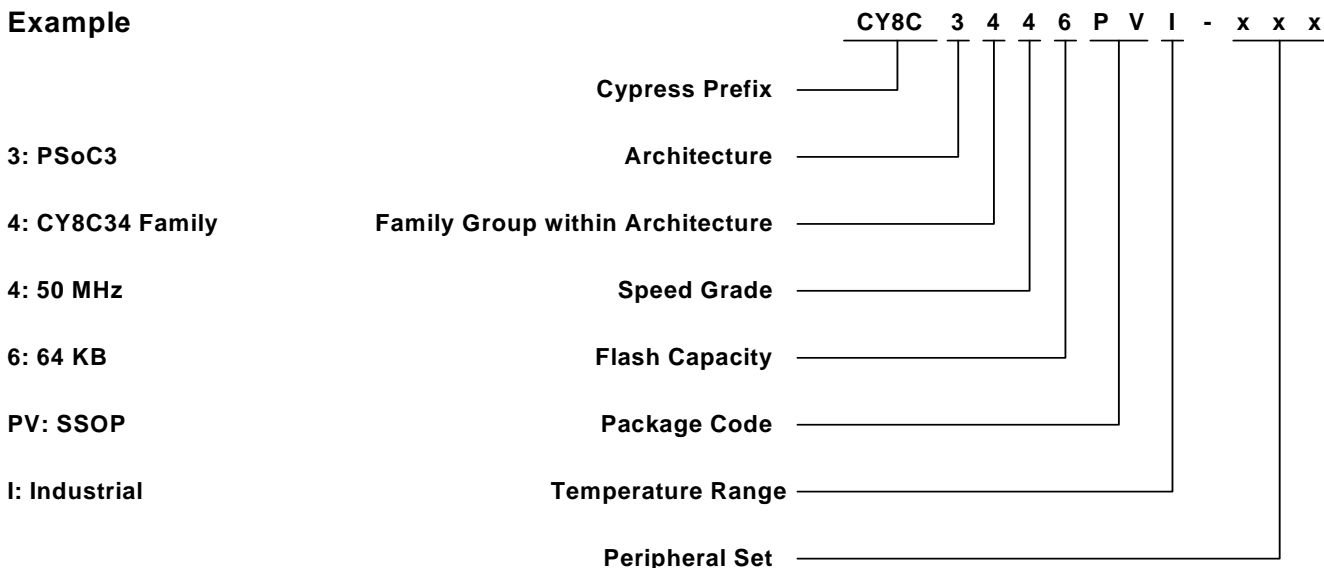 Example CY8C 3 4 4 6 P V I - x x x
Cypress Prefix
3: PSoC3 Architecture
4: CY8C34 Family Family Group within Architecture
4: 50 MHz Speed Grade
6: 64 KB Flash Capacity
PV: SSOP Package Code
I: Industrial Temperature Range
Peripheral Set